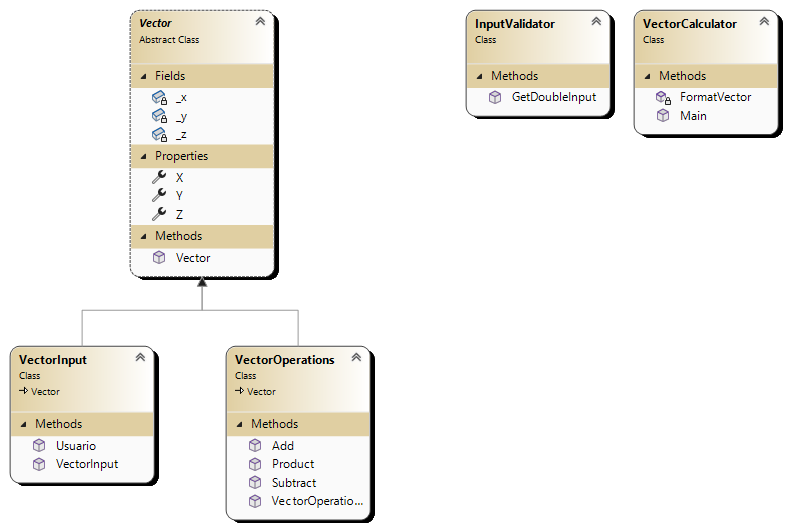 Vector
Abstract Class
Fields
_x
_y
_z
Properties
X
Y
Z
Methods
Vector
InputValidator
Class
Methods
GetDoubleInput
VectorCalculator
Class
Methods
FormatVector
Main
VectorInput
Class
Vector
Methods
Usuario
VectorInput
VectorOperations
Class
Vector
Methods
Add
Product
Subtract
VectorOperatio...